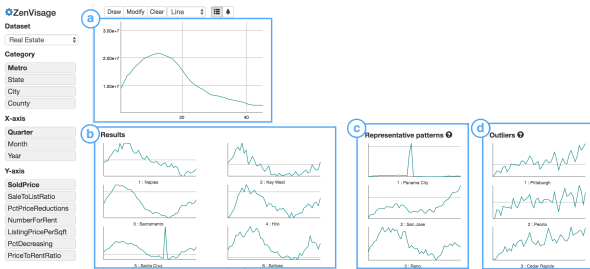 ZenVisage
Dataset
Real Estate
Category
Metro
State
City
County
X-axis
Quarter
Month
Year
Y-axis
SoldPrice
SaleToListRatio
PctPriceReductions
NumberForRent
ListingPricePerSqft
PctDecreasing
PriceToRentRatio
Draw Modify Clear Line
a
3.00e+7
2.00e+7
1.00e+7
20 40
b
Results
1 : Naples
2 : Key West
3 : Sacramento
4 : Hilo
5 : Santa Cruz
6 : Salinas
c
Representative patterns ?
1 : Panama City
2 : San Jose
3 : Reno
d
Outliers ?
1 : Pittsburgh
2 : Peoria
3 : Cedar Rapids